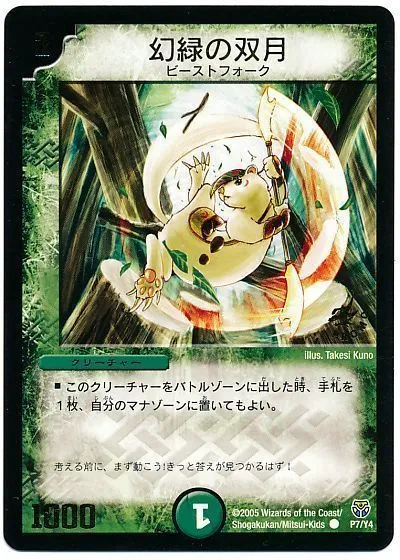 幻緑の双月
ビーストフォーク
illus. Takesi Kuno
クリーチャー
■ このクリーチャーをバトルゾーンに出した時、手札を
1枚、自分のマナゾーンに置いてもよい。
考える前に、まず動こう!きっと答えが見つかるはず!
1000
1
©2005 Wizards of the Coast/
Shogakukan/Mitsui-Kids
P7/Y4